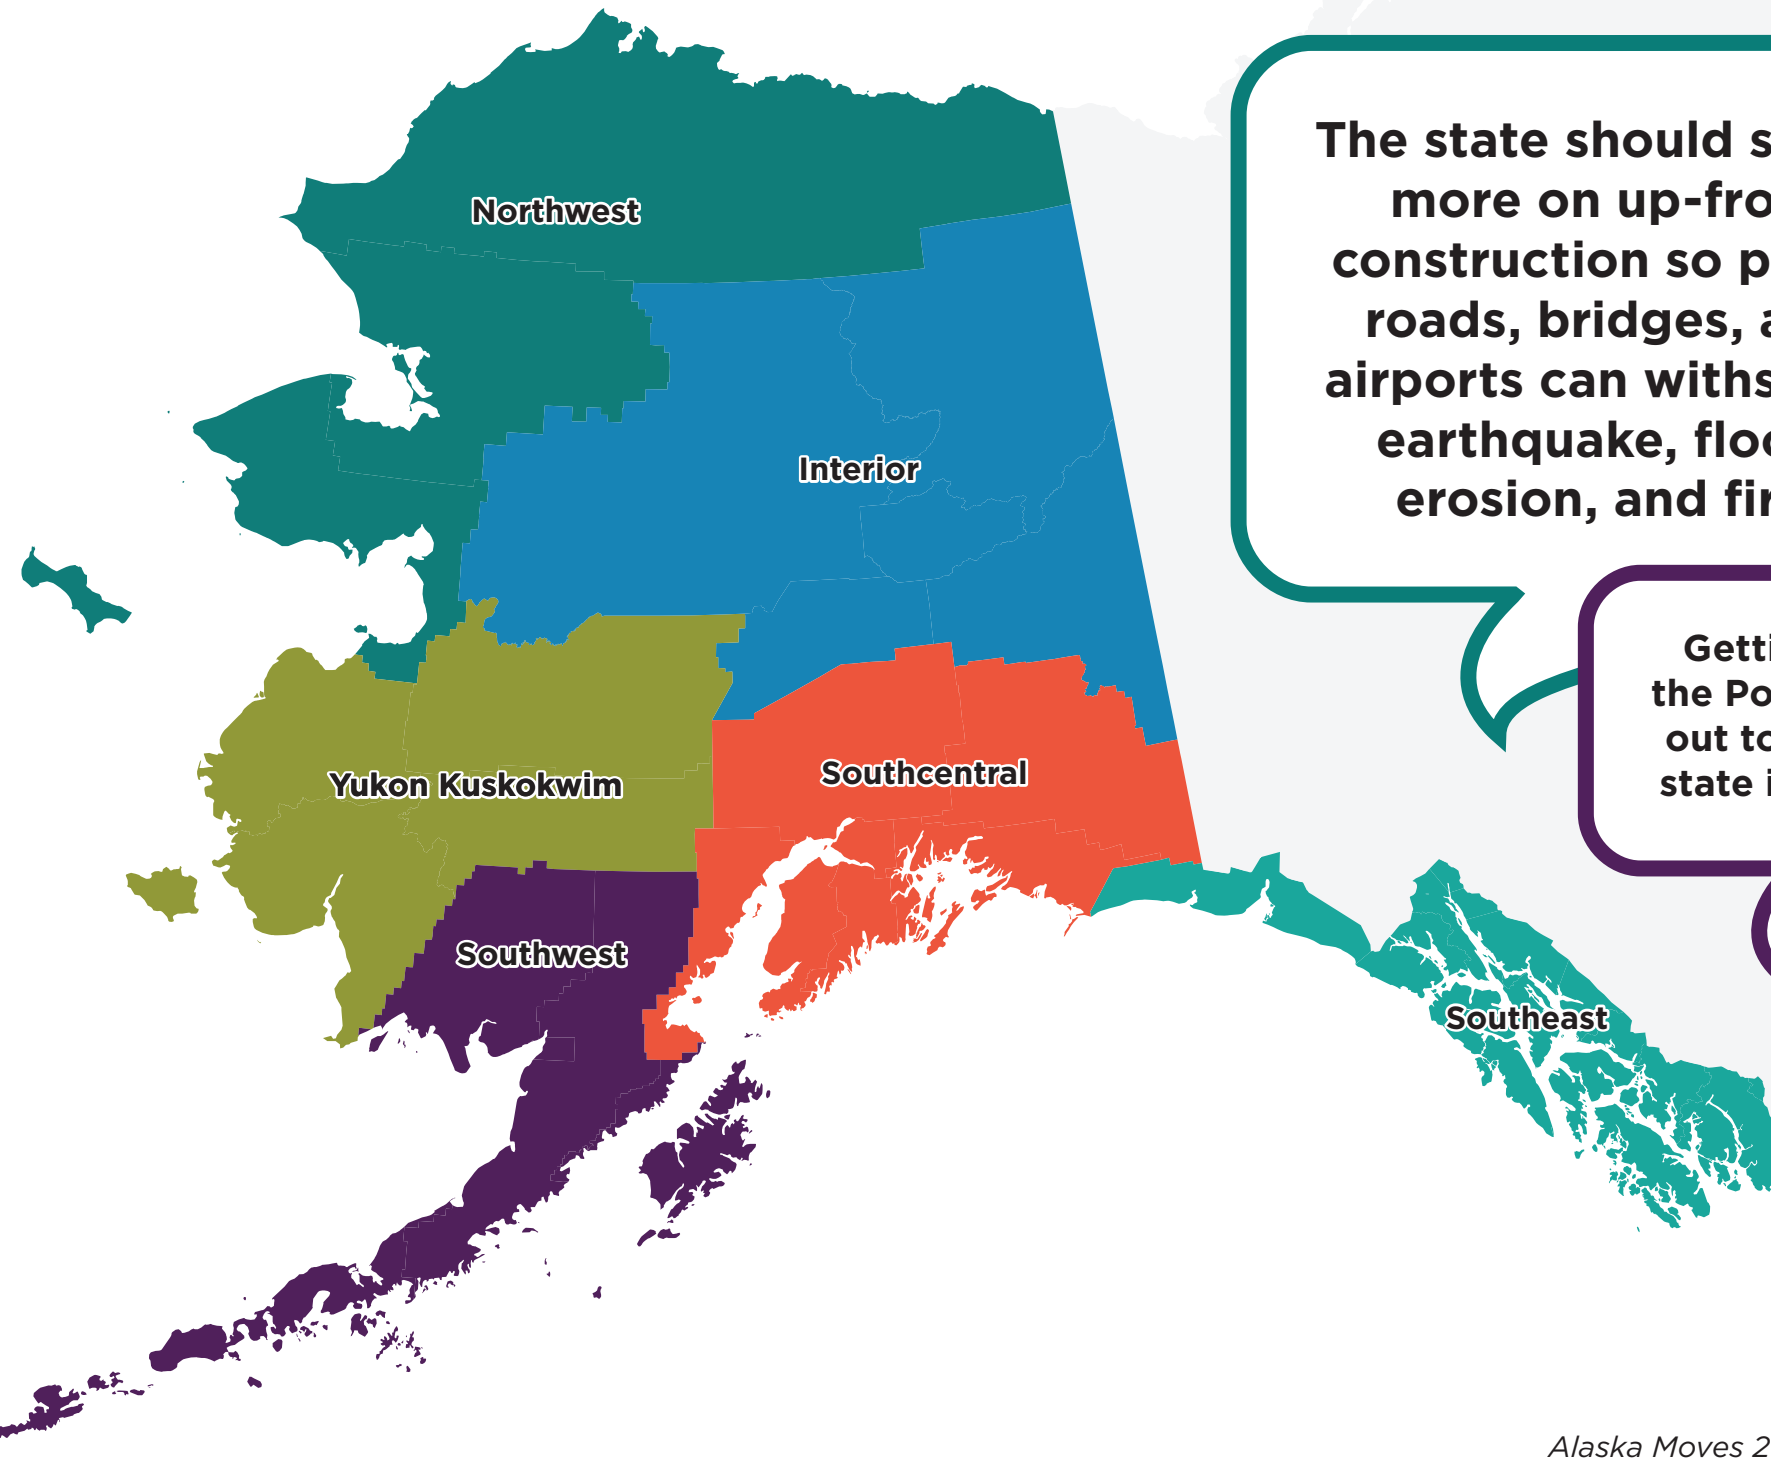 Northwest
Interior
Yukon Kuskokwim
Southcentral
Southwest
Southeast
The state should s
more on up-fro
construction so p
roads, bridges, a
airports can withs
earthquake, floo
erosion, and fir
Getti
the Po
out to
state i
Alaska Moves 2